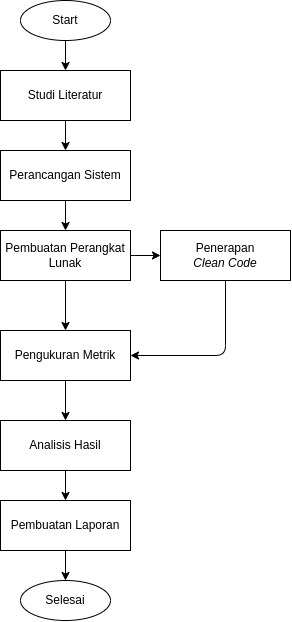 Start
Studi Literatur
Perancangan Sistem
Pembuatan Perangkat
Lunak
Penerapan
Clean Code
Pengukuran Metrik
Analisis Hasil
Pembuatan Laporan
Selesai